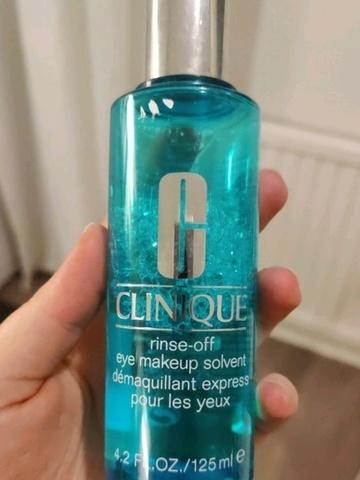 CLINIQUE
rinse-off
eye makeup solvent
démaquillant express
pour les yeux
4.2 FL.OZ./125 ml e